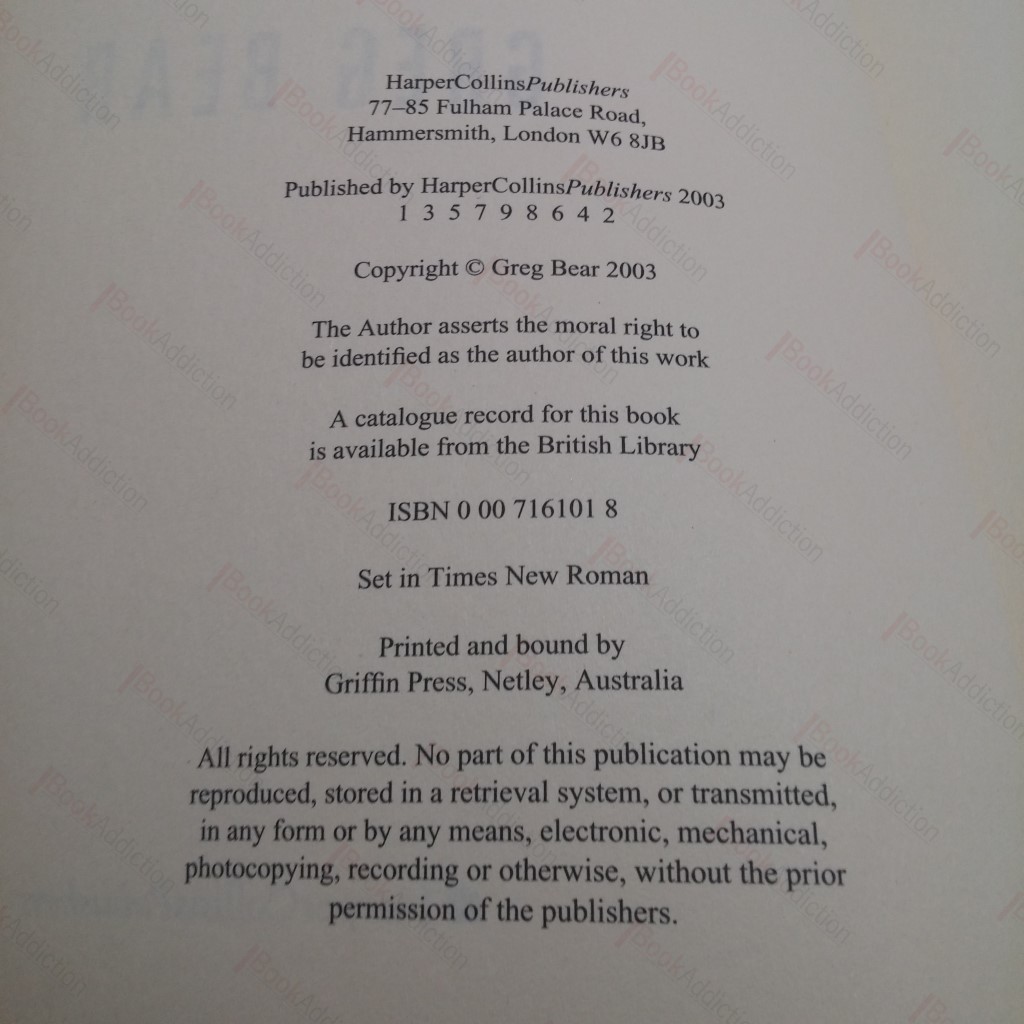 HarperCollinsPublishers
77–85 Fulham Palace Road,
Hammersmith, London W6 8JB
Published by HarperCollinsPublishers 2003
1 3 5 7 9 8 6 4 2
Copyright © Greg Bear 2003
The Author asserts the moral right to
be identified as the author of this work
A catalogue record for this book
is available from the British Library
ISBN 0 00 716101 8
Set in Times New Roman
Printed and bound by
Griffin Press, Netley, Australia
All rights reserved. No part of this publication may be
reproduced, stored in a retrieval system, or transmitted,
in any form or by any means, electronic, mechanical,
photocopying, recording or otherwise, without the prior
permission of the publishers.
BookAddiction